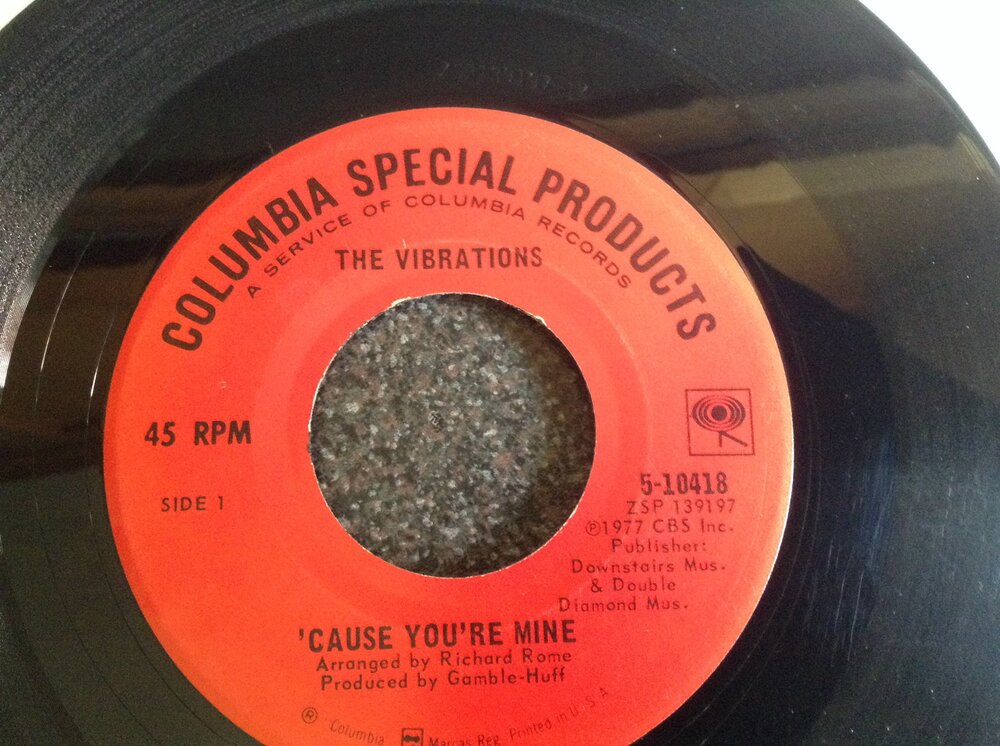 COLUMBIA SPECIAL PRODUCTS
A SERVICE OF COLUMBIA RECORDS
THE VIBRATIONS
45 RPM
SIDE 1
5-10418
ZSP 139197
Ⓟ1977 CBS Inc.
Publisher:
Downstairs Mus.
& Double
Diamond Mus.
'CAUSE YOU'RE MINE
Arranged by Richard Rome
Produced by Gamble-Huff
® Columbia Marcas Reg. Printed in U. S. A